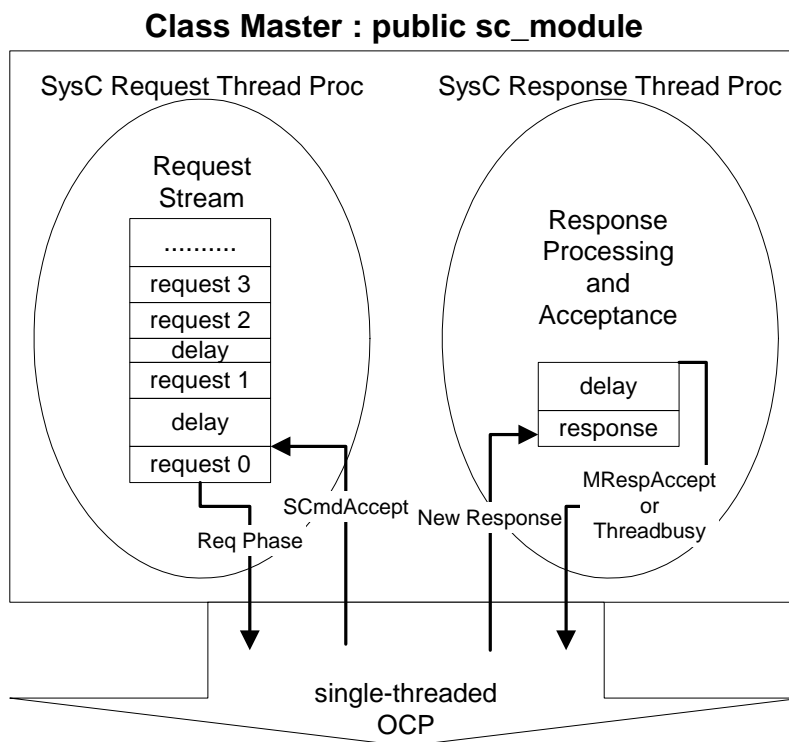 Class Master : public sc_module
SysC Request Thread Proc
SysC Response Thread Proc
Request
Stream
..........
request 3
request 2
delay
request 1
delay
request 0
SCmdAccept
Req Phase
Response
Processing
and
Acceptance
delay
response
New Response
MRespAccept
or
Threadbusy
single-threaded
OCP